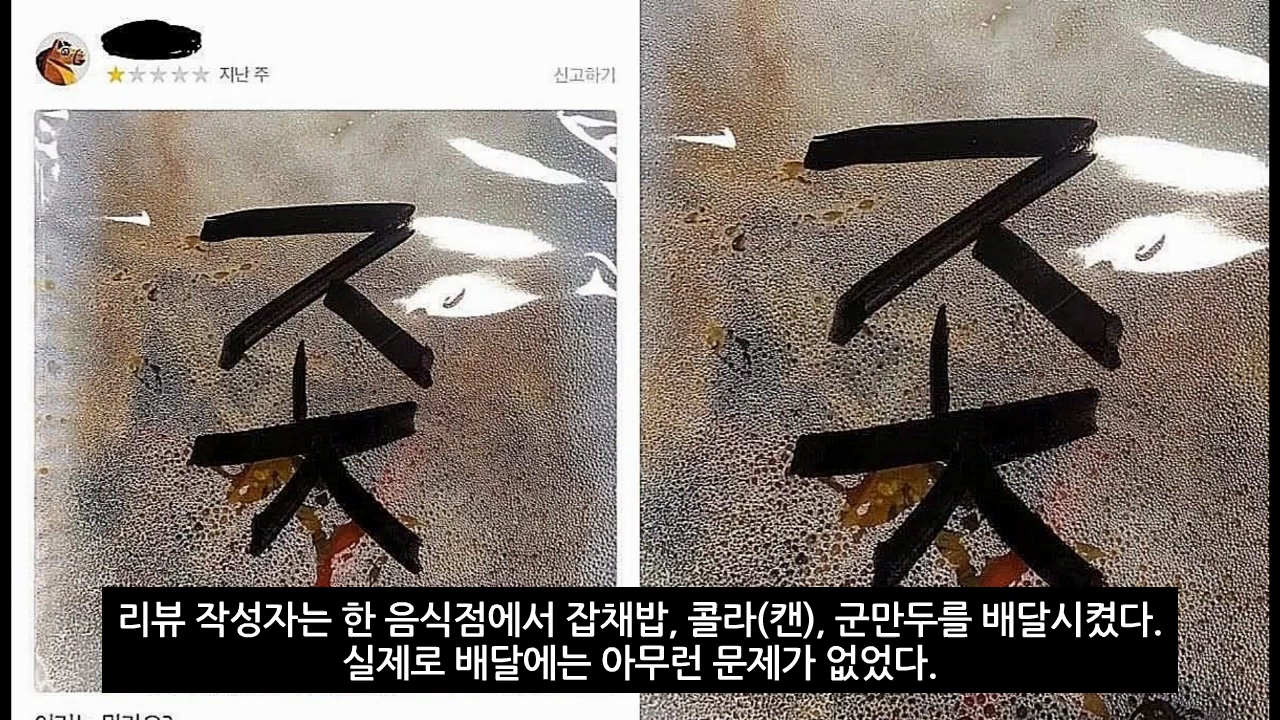 지난 주 신고하기
ㅈ
ㅊ
ㅈ
ㅊ
리뷰 작성자는 한 음식점에서 잡채밥, 콜라(캔), 군만두를 배달시켰다.
실제로 배달에는 아무런 문제가 없었다.